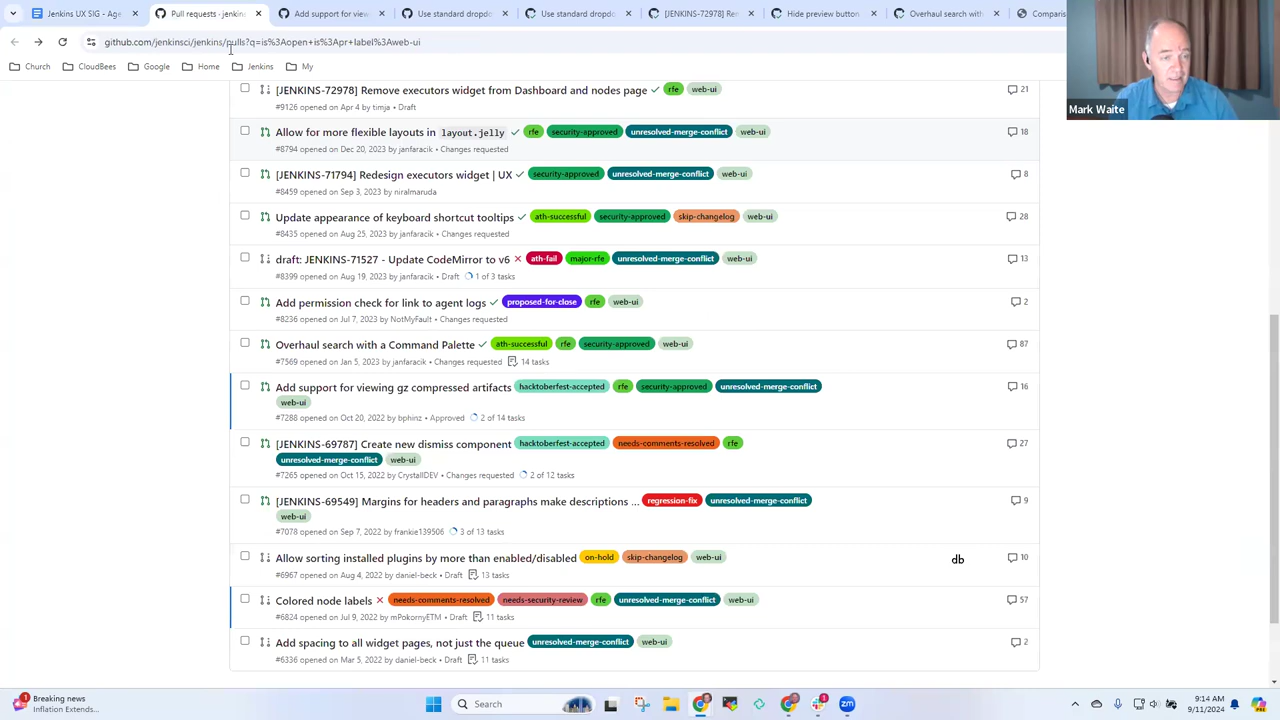 Jenkins UX SIG - Age
Pull requests · jenkins
Add support for view
Use standard dropdo
Use standard dropdo
[JENKINS-72978] Re
Hide preview button
Overhaul search with
Comparis
github.com/jenkinsci/jenkins/pulls?q=is%3Aopen+is%3Apr+label%3Aweb-ui
Church
CloudBees
Google
Home
Jenkins
My
Mark Waite
[JENKINS-72978] Remove executors widget from Dashboard and nodes page rfe web-ui 21
#9126 opened on Apr 4 by timja • Draft
Allow for more flexible layouts in layout.jelly rfe security-approved unresolved-merge-conflict web-ui 18
#8794 opened on Dec 20, 2023 by janfaracik • Changes requested
[JENKINS-71734] Redesign executors widget | UX security-approved unresolved-merge-conflict web-ui 8
#8459 opened on Sep 3, 2023 by niralmaruda
Update appearance of keyboard shortcut tooltips ath-successful security-approved skip-changelog web-ui 28
#8435 opened on Aug 25, 2023 by janfaracik • Changes requested
draft: JENKINS-71527 - Update CodeMirror to v6 ath-fail major-rfe unresolved-merge-conflict web-ui 33
#8399 opened on Aug 19, 2023 by janfaracik • Draft 1 of 3 tasks
Add permission check for link to agent logs proposed-for-close rfe web-ui 2
#8236 opened on Jul 7, 2023 by NotMyFault • Changes requested
Overhaul search with a Command Palette ath-successful rfe security-approved web-ui 87
#7569 opened on Jan 5, 2023 by janfaracik • Changes requested 14 tasks
Add support for viewing gz compressed artifacts hacktoberfest-accepted rfe security-approved unresolved-merge-conflict 16
web-ui
#7288 opened on Oct 20, 2022 by bphinz • Approved 2 of 14 tasks
[JENKINS-69787] Create new dismiss component hacktoberfest-accepted needs-comments-resolved rfe 27
unresolved-merge-conflict web-ui
#7265 opened on Oct 15, 2022 by CrystallDEV • Changes requested 2 of 12 tasks
[JENKINS-69549] Margins for headers and paragraphs make descriptions ... regression-fix unresolved-merge-conflict 9
web-ui
#7078 opened on Sep 7, 2022 by frankie139506 3 of 13 tasks
Allow sorting installed plugins by more than enabled/disabled on-hold skip-changelog web-ui 10
#6967 opened on Aug 4, 2022 by daniel-beck • Draft 13 tasks
db
Colored node labels needs-comments-resolved needs-security-review rfe unresolved-merge-conflict web-ui
#6824 opened on Jul 9, 2022 by mPokornyETM • Draft 11 tasks
Add spacing to all widget pages, not just the queue unresolved-merge-conflict web-ui 2
#6336 opened on Mar 5, 2022 by daniel-beck • Draft 11 tasks
Breaking news
Inflation Extends...
Search
9:14 AM
9/11/2024